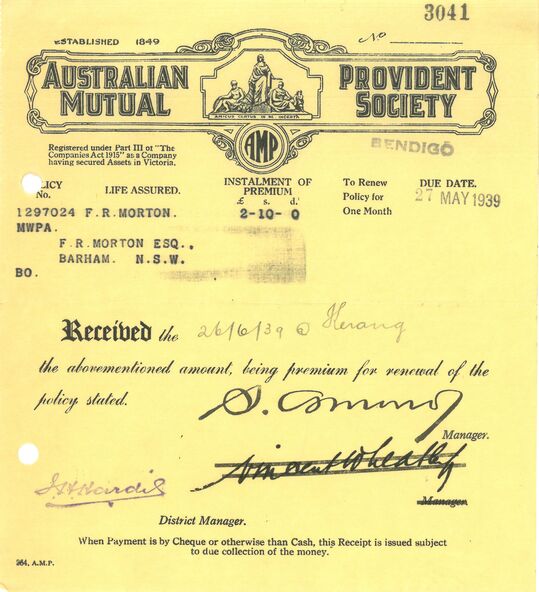 3041
ESTABLISHED 1849
No
AUSTRALIAN MUTUAL
PROVIDENT SOCIETY
AMICUS CERTUS IN RE INCERTA
AMP
Registered under Part III of "The
Companies Act 1915" as a Company
having secured Assets in Victoria.
BENDIGO
POLICY No.
LIFE ASSURED.
INSTALMENT OF PREMIUM
£ s. d.
To Renew Policy for One Month
DUE DATE.
27 MAY 1939
1297024 F.R.MORTON. 2-10- 0
MWPA.
F.R.MORTON ESQ.,
BARHAM. N.S.W.
BO.
Received the 26/6/39 @ Kerang
the abovementioned amount, being premium for renewal of the
policy stated.
Manager.
Vincent Wheatley
Manager.
District Manager.
When Payment is by Cheque or otherwise than Cash, this Receipt is issued subject
to due collection of the money.
264, A.M.P.